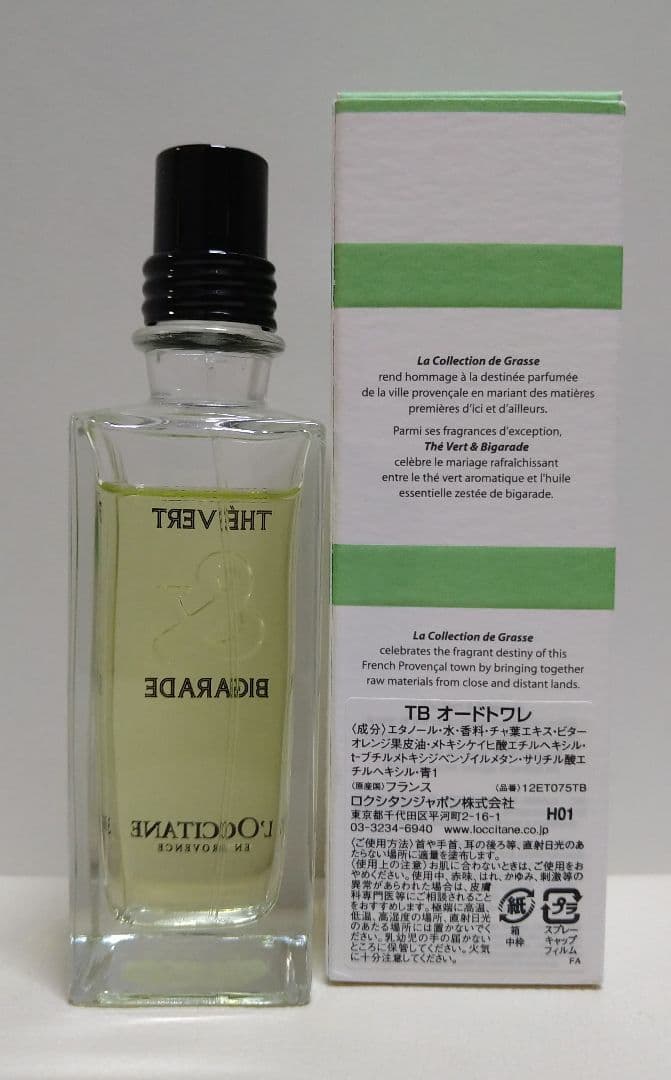 THÉ VERT
&
BIGARADE
L'OCCITANE
EN PROVENCE
La Collection de Grasse
rend hommage à la destinée parfumée
de la ville provençale en mariant des matières
premières d'ici et d'ailleurs.
Parmi ses fragrances d'exception,
Thé Vert & Bigarade
celèbre le mariage rafraîchissant
entre le thé vert aromatique et l'huile
essentielle zestée de bigarade.
La Collection de Grasse
celebrates the fragrant destiny of this
French Provençal town by bringing together
raw materials from close and distant lands.
TB オードトワレ
〈成分〉エタノール・水・香料・チャ葉エキス・ビター
オレンジ果皮油・メトキシケイヒ酸エチルヘキシル・
t-ブチルメトキシジベンゾイルメタン・サリチル酸エ
チルヘキシル・青1
〈原産国〉フランス 〈品番〉12ET075TB
ロクシタンジャポン株式会社
東京都千代田区平河町2-16-1 H01
03-3234-6940 www.loccitane.co.jp
〈ご使用方法〉首や手首、耳の後ろ等、直射日光のあ
たらない場所に適量を塗布します。
〈使用上の注意〉お肌に合わないときは、ご使用をお
やめください。使用中、赤味、はれ、かゆみ、刺激等の
異常があらわれた場合は、皮膚
科専門医等にご相談されること
をおすすめします。極端に高温、
低温、高湿度の場所、直射日光
のあたる場所には置かないでく
ださい。乳幼児の手の届かない
ところに保管してください。火気
に十分注意してください。
紙
箱
中枠
プラ
スプレー
キャップ
フィルム
FA